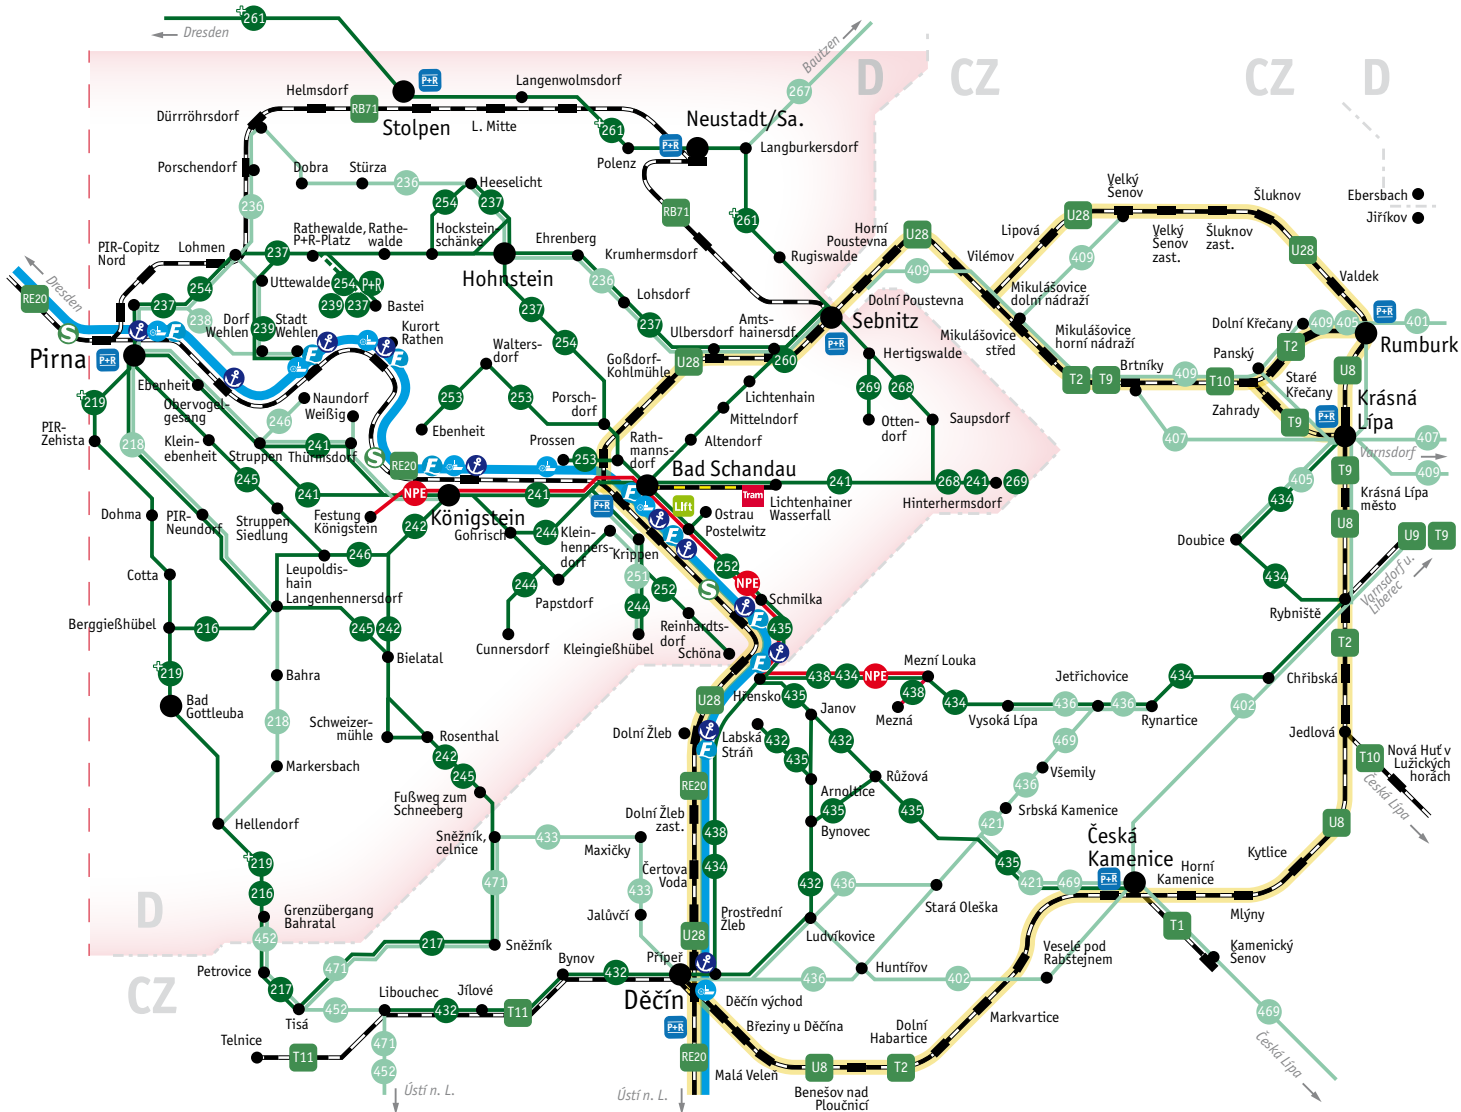 +261
Dresden
Bautzen
D
CZ
CZ
D
Helmsdorf
P+R
Langenwolmsdorf
267
RB71
Stolpen
L. Mitte
Dürrröhrsdorf
+261
P+R
Neustadt/Sa.
Polenz
Langburkersdorf
Porschendorf
Dobra
Stürza
236
Heeselicht
Velký
Šenov
Šluknov
Ebersbach
Jiříkov
236
254
237
RB71
+261
U28
Rathewalde,
P+R-Platz
Rathe-
walde
Hockstein-
schänke
Ehrenberg
Horní
Poustevna
U28
Lipová
Velký
Šenov
zast.
Šluknov
zast.
U28
PIR-Copitz
Nord
Lohmen
237
Hohnstein
Krumhermsdorf
Rugiswalde
Vilémov
409
409
Valdek
Dresden
RE20
254
Uttewalde
254
P+R
239
237
Bastei
236
Lohsdorf
Mikulášovice
dolní nádraží
P+R
237
238
Dorf
Wehlen
239
Stadt
Wehlen
237
237
Dolní Poustevna
Dolní Křečany
409
405
401
S
F
Kurort
Rathen
254
Ulbersdorf
Amts-
hainersdf.
Sebnitz
Mikulášovice
střed
Mikulášovice
horní nádraží
T2
Rumburk
Pirna
P+R
F
F
Walters-
dorf
Goßdorf-
Kohlmühle
U28
260
P+R
Hertigswalde
Brtníky
Panský
+219
Ebenheit
Obervogel-
gesang
Naundorf
Weißig
253
253
Porsch-
dorf
Lichtenhain
269
268
T2
T9
409
T10
Staré
Křečany
U8
Krásná
Lípa
PIR-
Zehista
246
Ebenheit
Mittelndorf
Otten-
dorf
Saupsdorf
Zahrady
T9
P+R
218
Klein-
ebenheit
Struppen
241
Thürmsdorf
S
RE20
F
Prossen
253
Rath-
manns-
dorf
Altendorf
407
407
Varnsdorf
245
Bad Schandau
405
T9
409
241
NPE
Königstein
241
F
Lift
Tram
Lichtenhainer
Wasserfall
241
268
241
269
Hinterhermsdorf
434
Krásná Lípa
město
Dohma
PIR-
Neundorf
Struppen
Siedlung
Festung
Königstein
242
Gohrisch
244
P+R
Klein-
henners-
dorf
Krippen
F
Ostrau
Postelwitz
Doubice
U8
U9
T9
Cotta
246
Leupoldis-
hain
244
251
252
252
NPE
434
Langenhennersdorf
Papstdorf
244
S
F
Schmilka
Rybniště
Varnsdorf u.
Liberec
Berggießhübel
216
245
242
Cunnersdorf
Kleingießhübel
Reinhardts-
dorf
Schöna
435
T2
+219
Bielatal
F
Mezní Louka
Bahra
438
434
NPE
Jetřichovice
434
Chřibská
Bad
Gottleuba
U28
Hřensko
435
438
434
436
436
Janov
Mezná
Vysoká Lípa
Rynartice
402
218
Schweizer-
mühle
Rosenthal
Dolní Žleb
F
Labská
Stráň
432
432
469
Jedlová
242
435
T10
Nová Huť v
Lužických
horách
Markersbach
245
RE20
Růžová
Všemily
436
Česká Lípa
Fußweg zum
Schneeberg
Arnoltice
435
435
Srbská Kamenice
Hellendorf
Dolní Žleb
zast.
438
Bynovec
421
U8
Sněžník,
celnice
433
Maxičky
Česká
Kamenice
Kytlice
+219
Čertova
Voda
434
435
216
471
433
432
436
421
469
P+R
Horní
Kamenice
D
Grenzübergang
Bahratal
Jalůvčí
Prostřední
Žleb
Stará Oleška
Mlýny
452
217
U28
Ludvíkovice
T1
Petrovice
471
Sněžník
Bynov
Přípeř
Veselé pod
Rabštejnem
Kamenický
Šenov
CZ
217
432
Huntířov
436
402
Tisá
452
Libouchec
432
Jílové
T11
Děčín
Děčín východ
Markvartice
469
Telnice
T11
471
P+R
Březiny u Děčína
Dolní
Habartice
Česká Lípa
452
RE20
Malá Veleň
U8
T2
Ústí n. L.
Ústí n. L.
Benešov nad
Ploučnicí